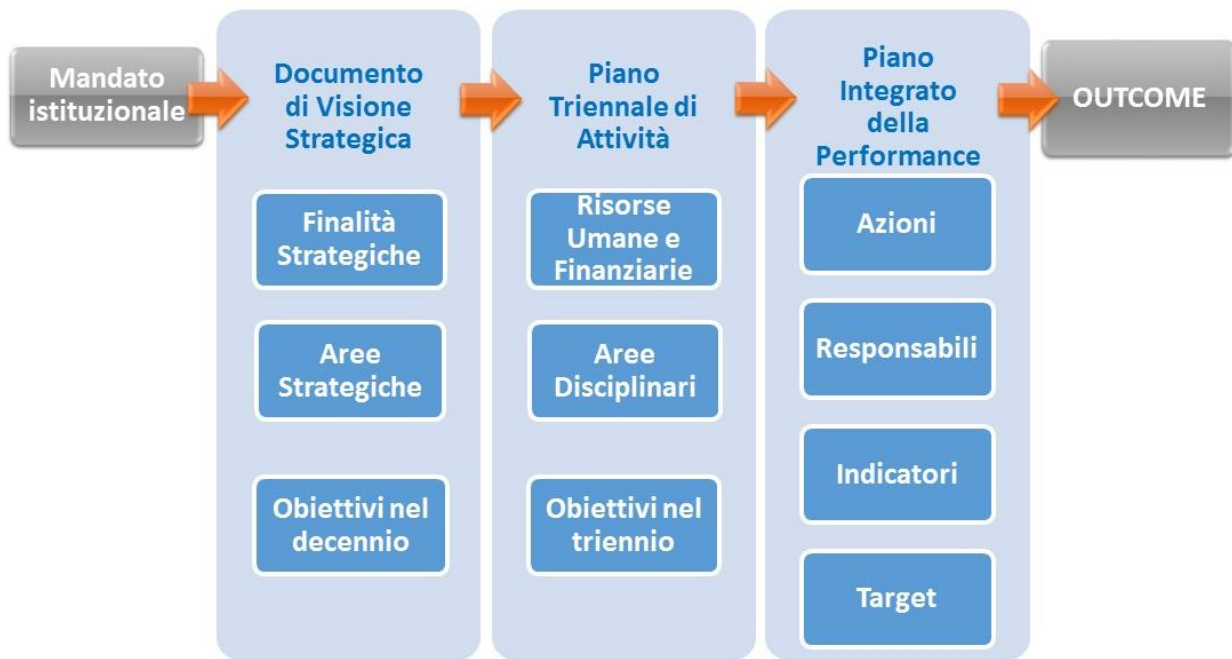 Mandato
istituzionale
Documento
di Visione
Strategica
Finalità
Strategiche
Aree
Strategiche
Obiettivi nel
decennio
Piano
Triennale di
Attività
Risorse
Umane e
Finanziarie
Aree
Disciplinari
Obiettivi nel
triennio
Piano
Integrato
della
Performance
Azioni
Responsabili
Indicatori
Target
OUTCOME